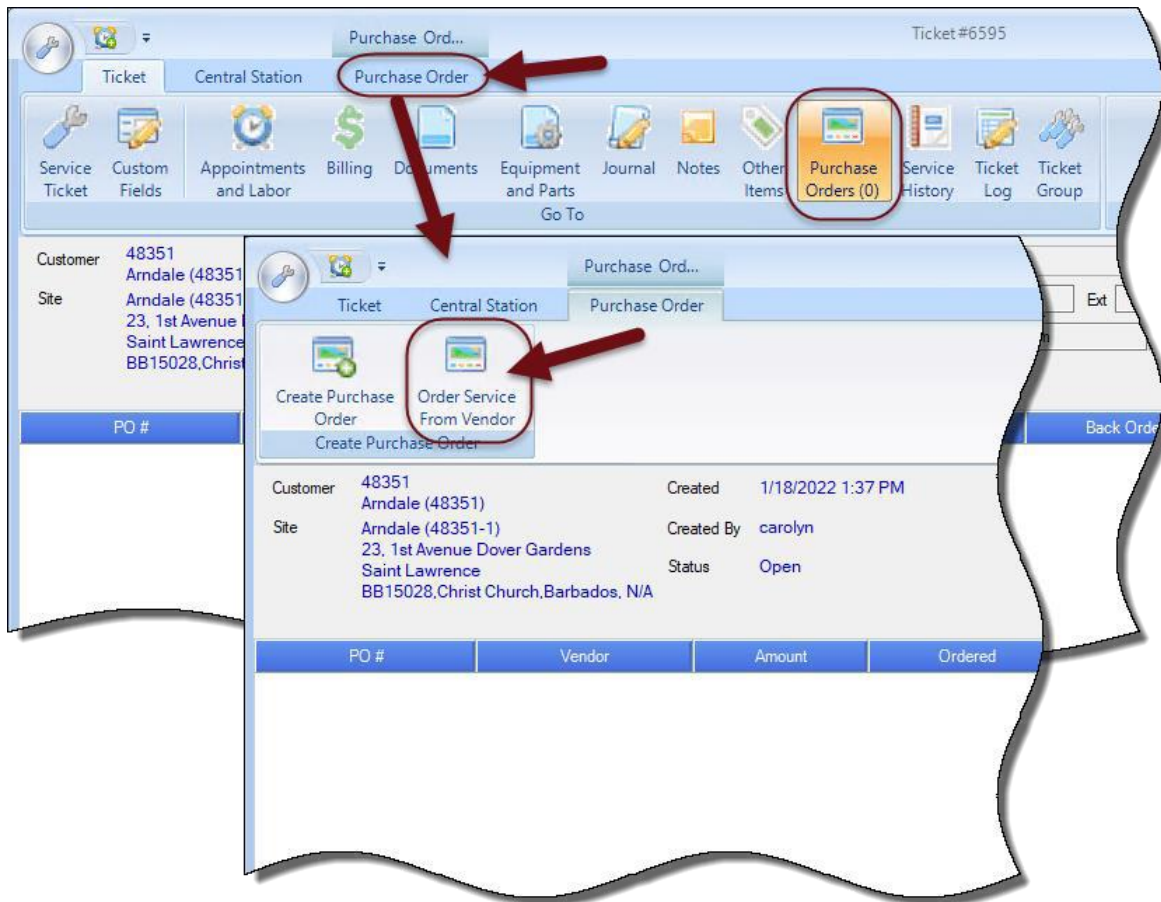 Purchase Ord...
Ticket #6595
Ticket Central Station Purchase Order
Service Ticket
Custom Fields
Appointments and Labor
Billing
Documents
Equipment and Parts
Journal
Notes
Other Items
Purchase Orders (0)
Service History
Ticket Log
Ticket Group
Go To
Customer 48351
Arndale (48351
Site Arndale (48351
23, 1st Avenue
Saint Lawrence
BB15028,Christ
Ext
PO #
Back Orde
Purchase Ord...
Ticket Central Station Purchase Order
Create Purchase Order
Order Service From Vendor
Create Purchase Order
Customer 48351
Arndale (48351)
Site Arndale (48351-1)
23, 1st Avenue Dover Gardens
Saint Lawrence
BB15028,Christ Church,Barbados, N/A
Created 1/18/2022 1:37 PM
Created By carolyn
Status Open
PO # Vendor Amount Ordered